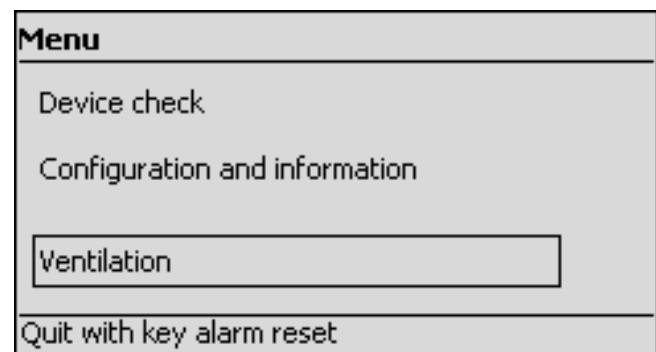 Menu
Device check
Configuration and information
Ventilation
Quit with key alarm reset